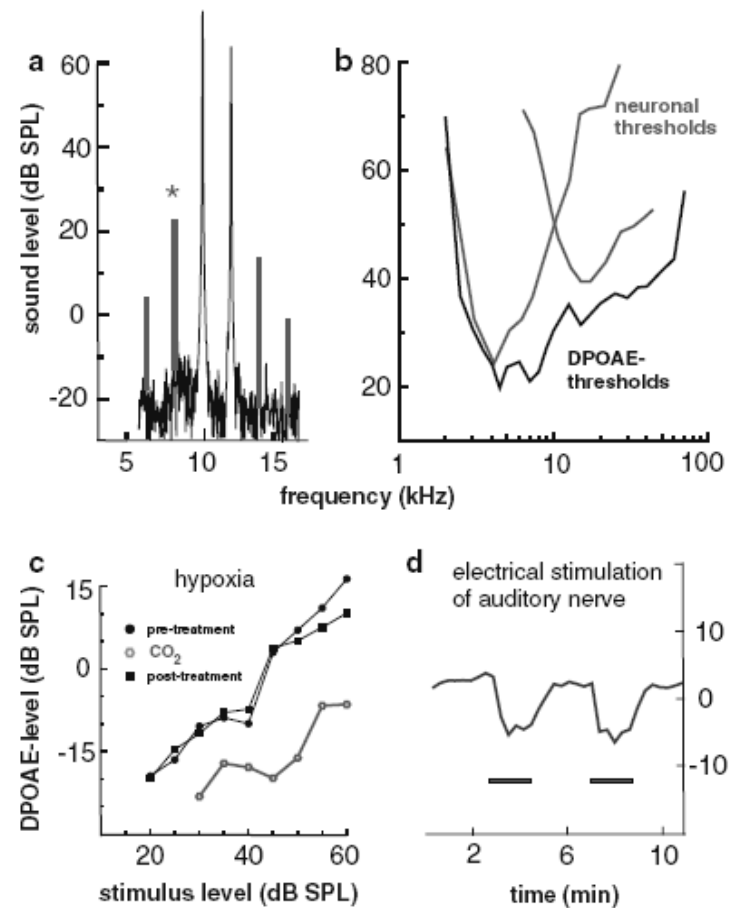 a
sound level (dB SPL)
60
40
20
0
-20
*
5 10 15
b
80
60
40
20
neuronal
thresholds
DPOAE-
thresholds
1 10 100
frequency (kHz)
c
hypoxia
DPOAE-level (dB SPL)
15
0
-15
pre-treatment
CO₂
post-treatment
20 40 60
stimulus level (dB SPL)
d
electrical stimulation
of auditory nerve
10
0
-10
2 6 10
time (min)